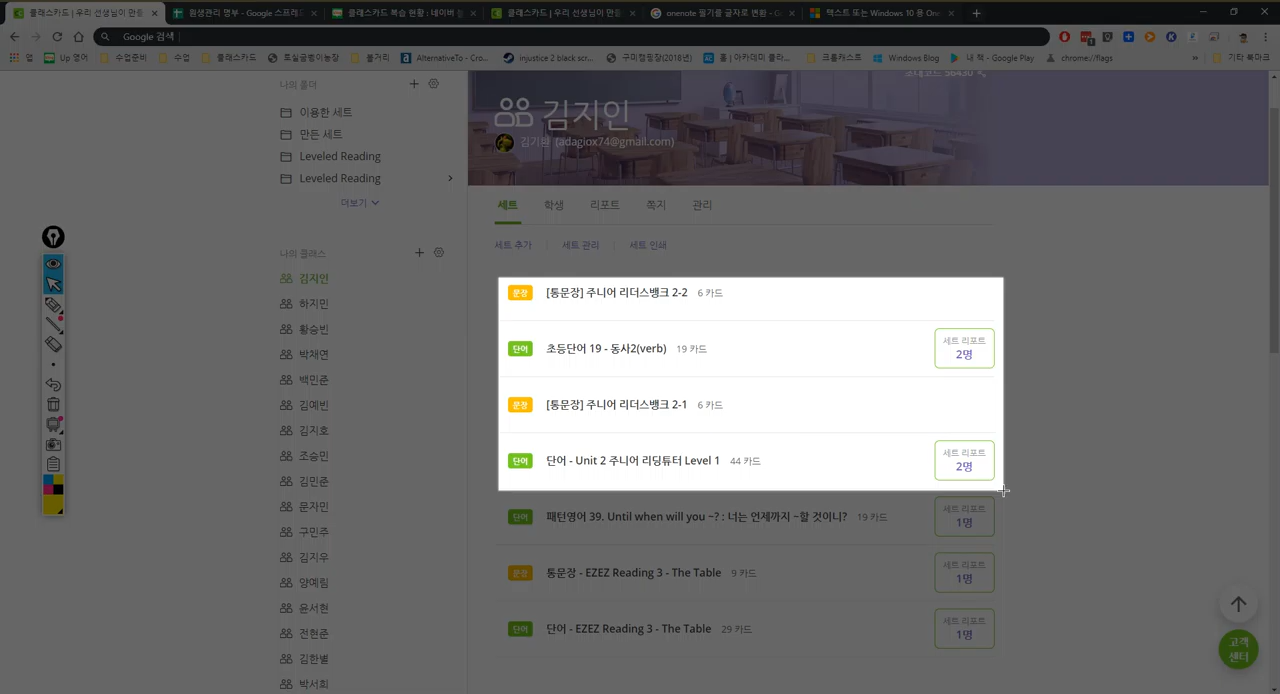 클래스카드 | 우리 선생님이 만든
원생관리 명부 - Google 스프레드
클래스카드 복습 현황 : 네이버
클래스카드 | 우리 선생님이 만든
onenote 필기를 글자로 변환 - G
텍스트 또는 Windows 10 용 On
Google 검색
앱
Up 영어
수업준비
수업
클래스카드
토실굼벵이농장
볼거리
AlternativeTo - Cro...
injustice 2 black scr...
구미캠핑장(2018년)
홈 | 아카데미 클라...
크롬캐스트
Windows Blog
내 책 - Google Play
chrome://flags
»
기타 북마크
나의 폴더
이용한 세트
만든 세트
Leveled Reading
Leveled Reading
더보기
나의 클래스
김지인
하지민
황승빈
박채연
백민준
김예빈
김지호
조승민
김민준
문자민
구민주
김지우
양예림
윤서현
전현준
김한별
박서희
초대코드 56430
김지인
(adagiox74@gmail.com)
세트 학생 리포트 쪽지 관리
세트 추가 세트 관리 세트 인쇄
문장 [통문장] 주니어 리더스뱅크 2-2 6 카드
단어 초등단어 19 - 동사2(verb) 19 카드 세트 리포트
2명
문장 [통문장] 주니어 리더스뱅크 2-1 6 카드
단어 단어 - Unit 2 주니어 리딩튜터 Level 1 44 카드 세트 리포트
2명
단어 패턴영어 39. Until when will you ~? : 너는 언제까지 ~할 것이니? 19 카드 세트 리포트
1명
문장 통문장 - EZEZ Reading 3 - The Table 9 카드 세트 리포트
1명
단어 단어 - EZEZ Reading 3 - The Table 29 카드 세트 리포트
1명
고객
센터